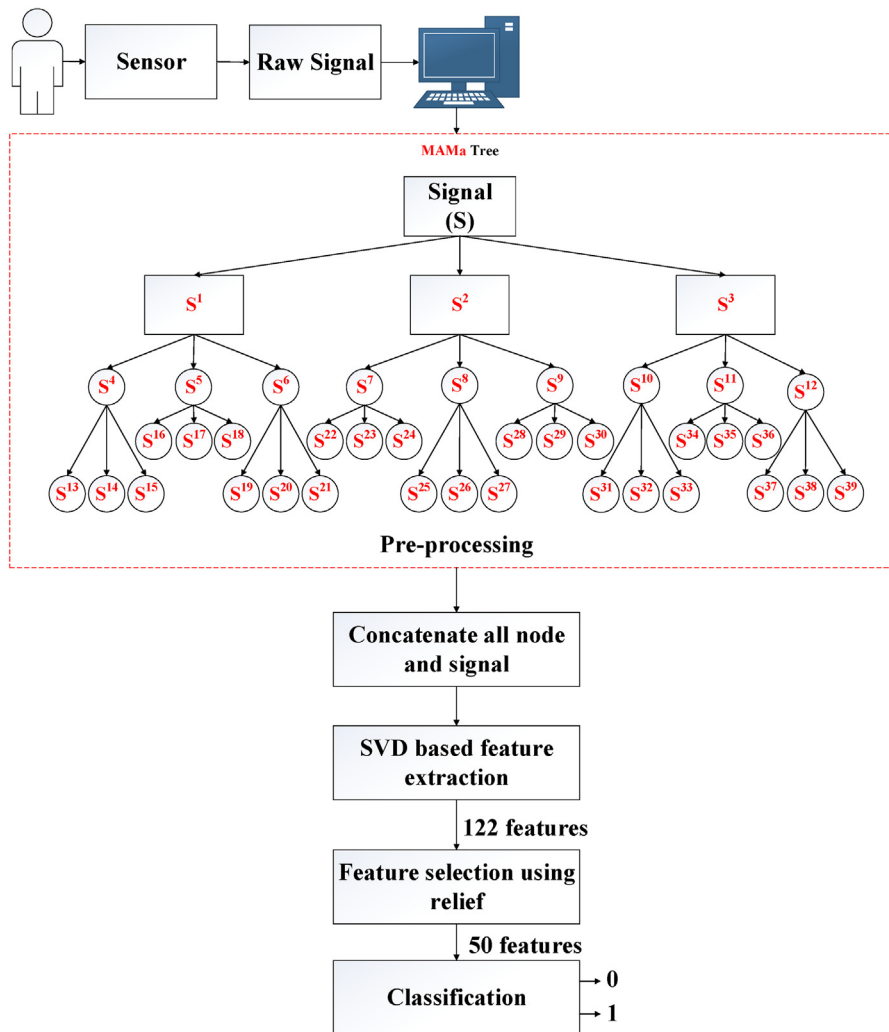 Sensor
Raw Signal
MAMa Tree
Signal
(S)
S¹
S²
S³
S⁴
S⁵
S⁶
S⁷
S⁸
S⁹
S¹⁰
S¹¹
S¹²
S¹⁶
S¹⁷
S¹⁸
S²²
S²³
S²⁴
S²⁸
S²⁹
S³⁰
S³⁴
S³⁵
S³⁶
S¹³
S¹⁴
S¹⁵
S¹⁹
S²⁰
S²¹
S²⁵
S²⁶
S²⁷
S³¹
S³²
S³³
S³⁷
S³⁸
S³⁹
Pre-processing
Concatenate all node
and signal
SVD based feature
extraction
122 features
Feature selection using
relief
50 features
Classification
0
1